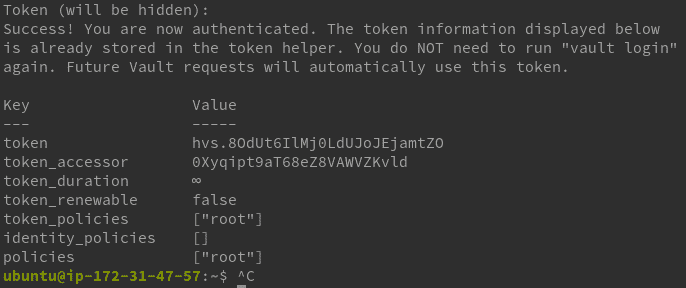 Token (will be hidden):
Success! You are now authenticated. The token information displayed below
is already stored in the token helper. You do NOT need to run "vault login"
again. Future Vault requests will automatically use this token.
Key Value
--- -----
token hvs.8OdUt6IlMj0LdUJoJEjamtZO
token_accessor 0Xyqipt9aT68eZ8VAWVZKvld
token_duration ∞
token_renewable false
token_policies ["root"]
identity_policies []
policies ["root"]
ubuntu@ip-172-31-47-57:~$ ^C